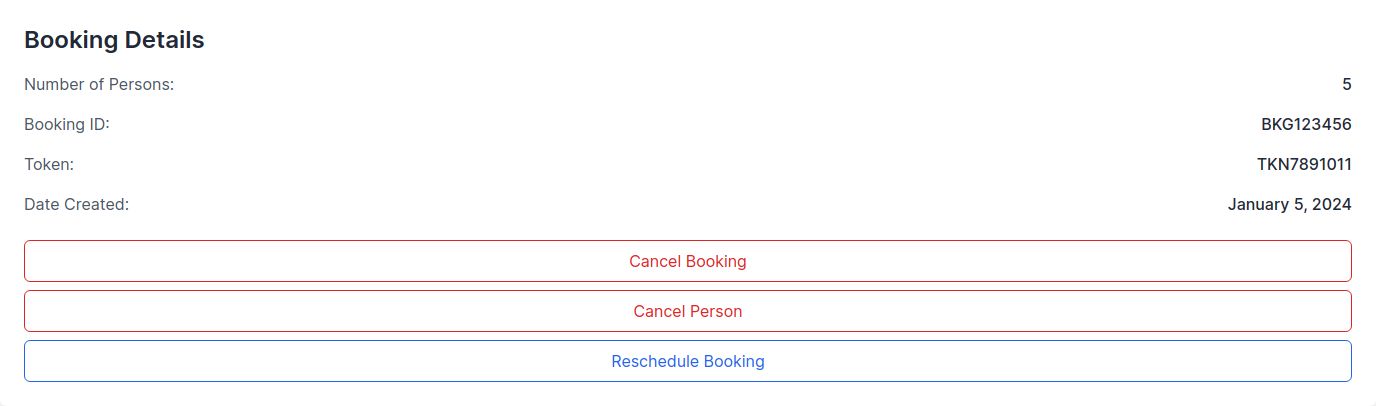 Booking Details
Number of Persons: 5
Booking ID: BKG123456
Token: TKN7891011
Date Created: January 5, 2024
Cancel Booking
Cancel Person
Reschedule Booking